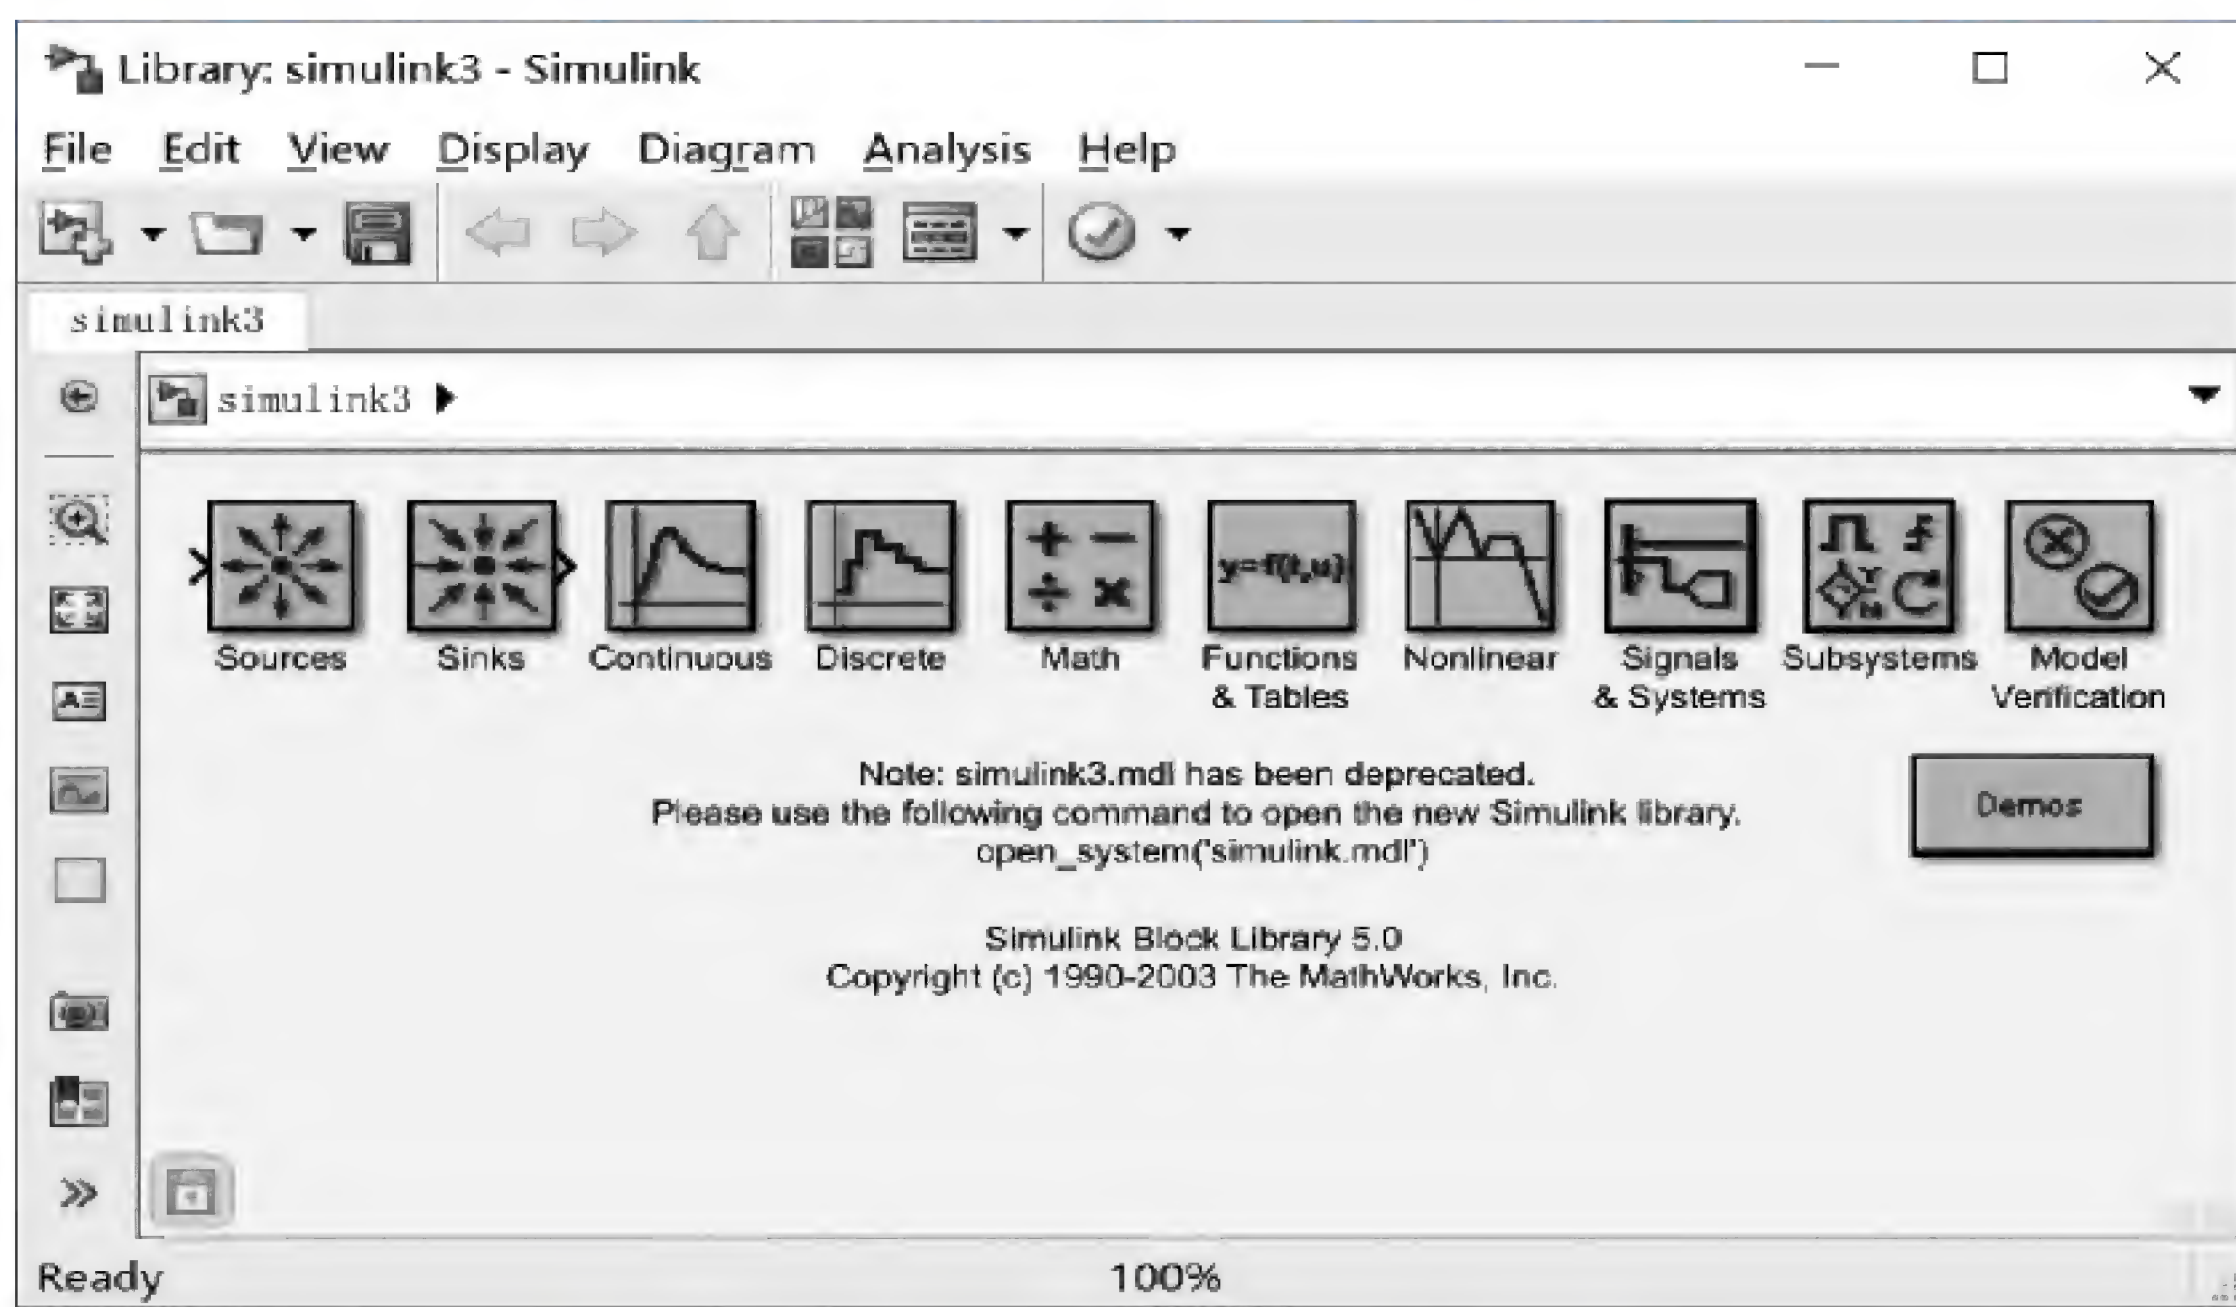 Library: simulink3 - Simulink
File Edit View Display Diagram Analysis Help
simulink3
simulink3
y=f(t,u)
Sources Sinks Continuous Discrete Math Functions & Tables Nonlinear Signals & Systems Subsystems Model Verification
Note: simulink3.mdl has been deprecated.
Please use the following command to open the new Simulink library.
open_system('simulink.mdl')
Demos
Simulink Block Library 5.0
Copyright (c) 1990-2003 The MathWorks, Inc.
Ready 100%